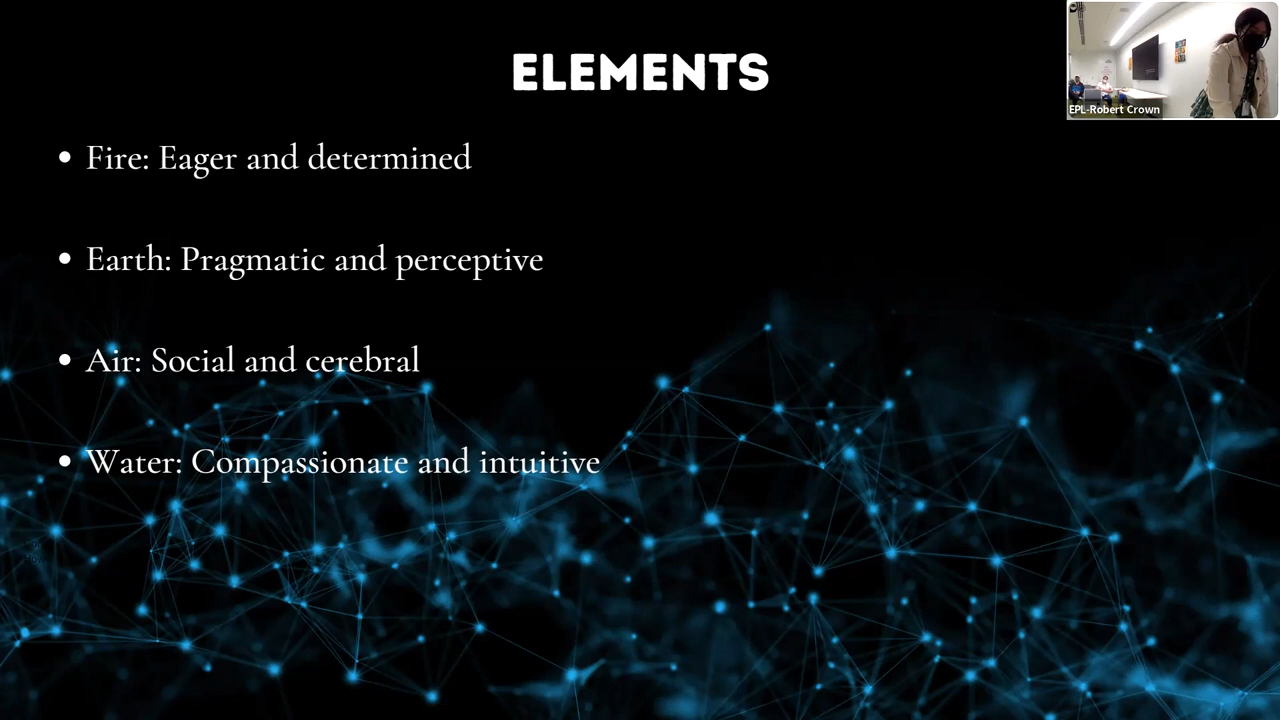 ELEMENTS
EPL-Robert Crown
• Fire: Eager and determined
• Earth: Pragmatic and perceptive
• Air: Social and cerebral
• Water: Compassionate and intuitive